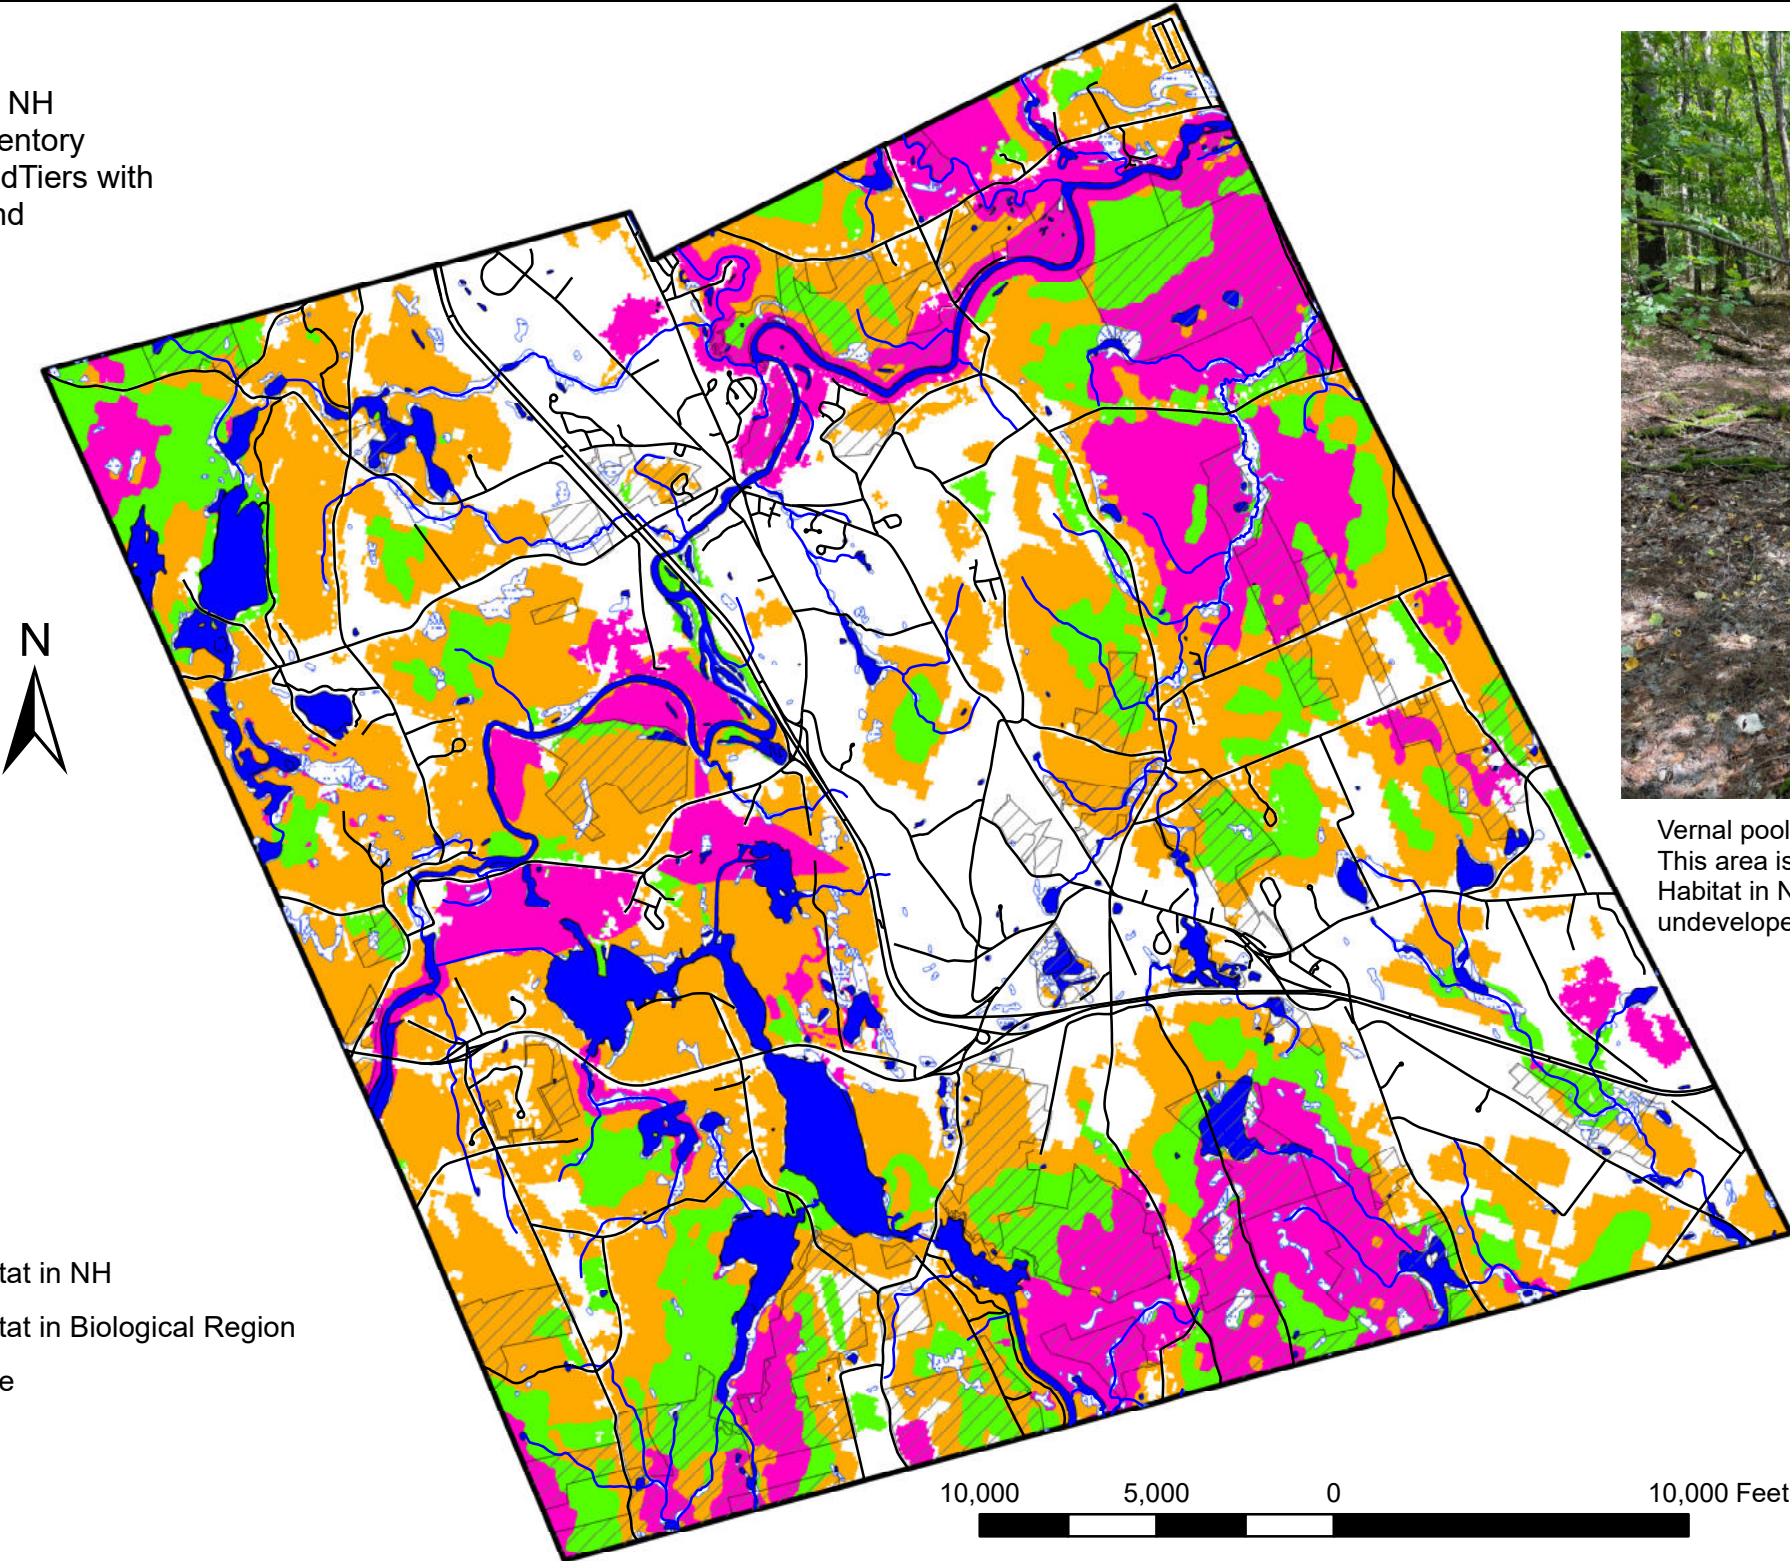 NH
entory
dTiers with
nd
N
Vernal pool
This area is
Habitat in N
undevelope
tat in NH
tat in Biological Region
e
10,000 5,000 0 10,000 Feet